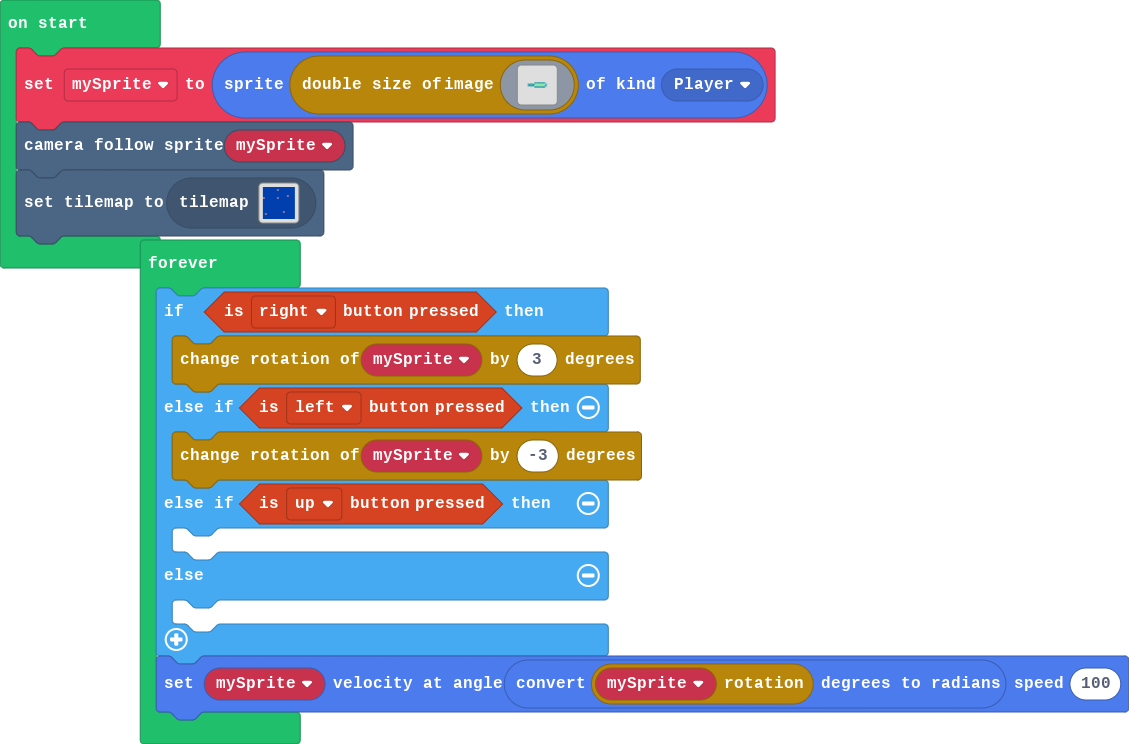 on start
set mySprite to sprite double size of image of kind Player
camera follow sprite mySprite
set tilemap to tilemap
forever
if is right button pressed then
change rotation of mySprite by 3 degrees
else if is left button pressed then
change rotation of mySprite by -3 degrees
else if is up button pressed then
else
set mySprite velocity at angle convert mySprite rotation degrees to radians speed 100